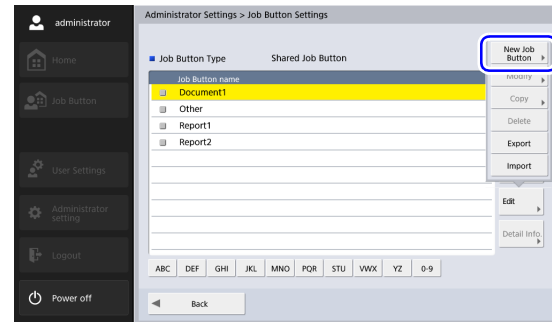 administrator
Home
Job Button
User Settings
Administrator
setting
Logout
Power off
Administrator Settings > Job Button Settings
Job Button Type Shared Job Button
Job Button name
Document1
Other
Report1
Report2
New Job
Button
Modify
Copy
Delete
Export
Import
Edit
Detail Info.
ABC DEF GHI JKL MNO PQR STU VWX YZ 0-9
Back